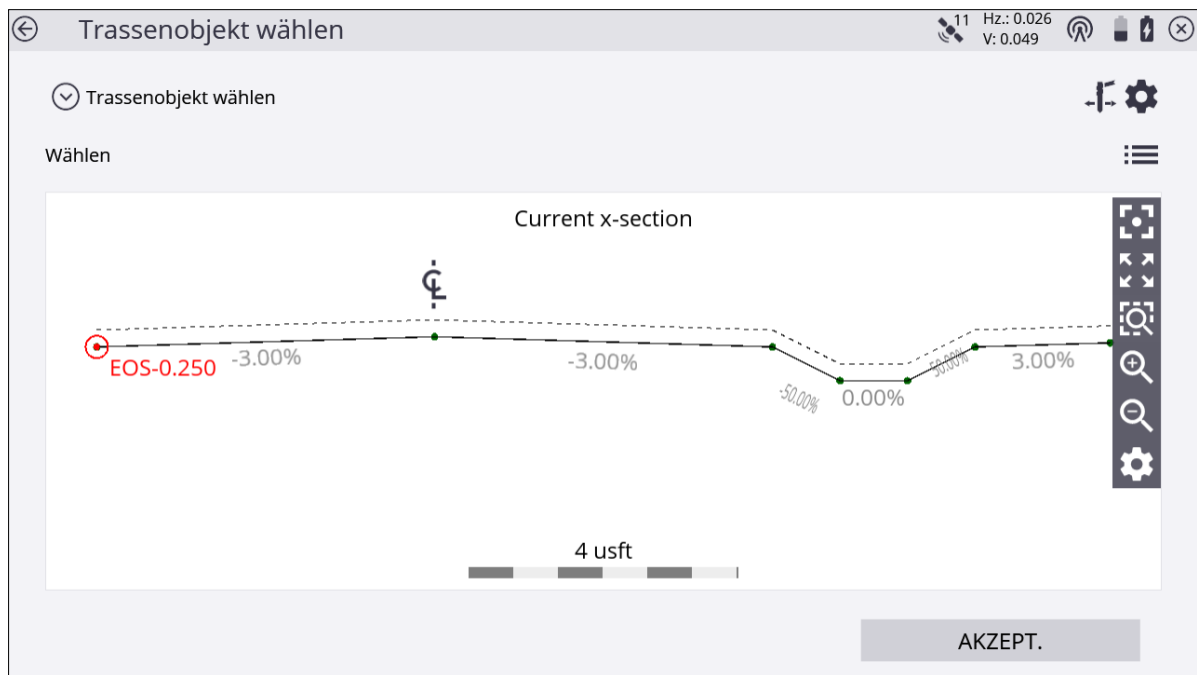 Trassenobjekt wählen
11
Hz.: 0.026
V: 0.049
Trassenobjekt wählen
Wählen
Current x-section
℄
EOS-0.250
-3.00%
-3.00%
-50.00%
0.00%
50.00%
3.00%
4 usft
AKZEPT.